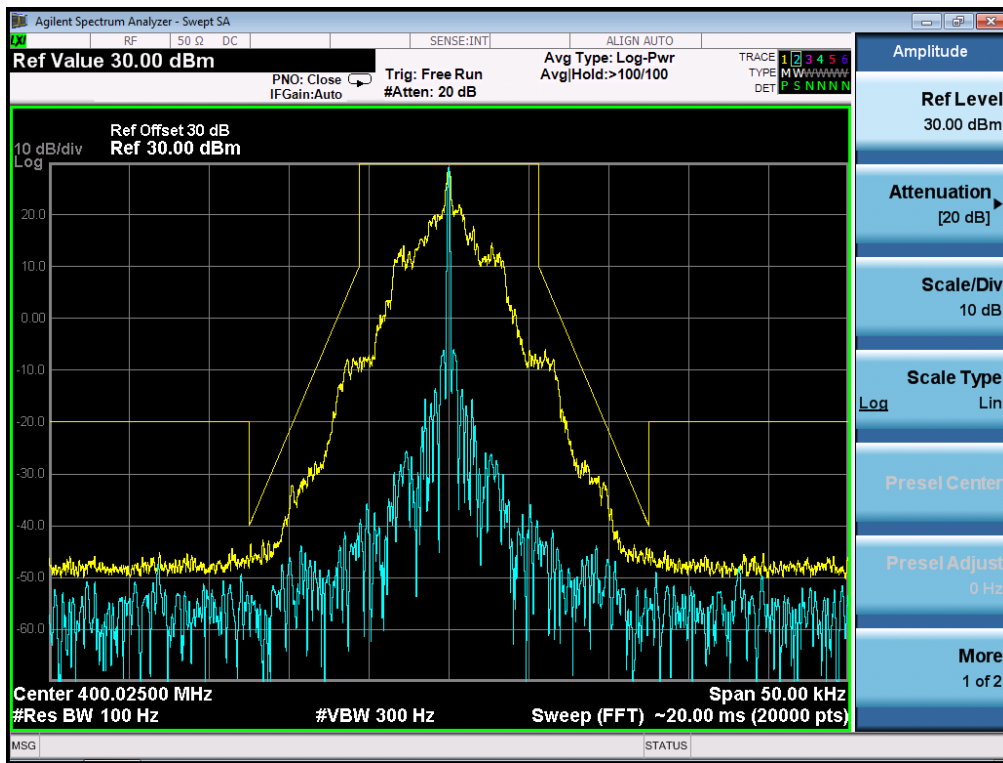 Agilent Spectrum Analyzer - Swept SA
LXI RF 50 Ω DC SENSE:INT ALIGN AUTO
Ref Value 30.00 dBm
PNO: Close
IFGain:Auto
Trig: Free Run
#Atten: 20 dB
Avg Type: Log-Pwr
Avg|Hold:>100/100
TRACE 1 2 3 4 5 6
TYPE M W W W W W
DET P S N N N N
Ref Offset 30 dB
10 dB/div Ref 30.00 dBm
Log
20.0
10.0
0.00
-10.0
-20.0
-30.0
-40.0
-50.0
-60.0
Center 400.02500 MHz Span 50.00 kHz
#Res BW 100 Hz #VBW 300 Hz Sweep (FFT) ~20.00 ms (20000 pts)
MSG STATUS
Amplitude
Ref Level
30.00 dBm
Attenuation
[20 dB]
Scale/Div
10 dB
Scale Type
Log Lin
Presel Center
Presel Adjust
0 Hz
More
1 of 2